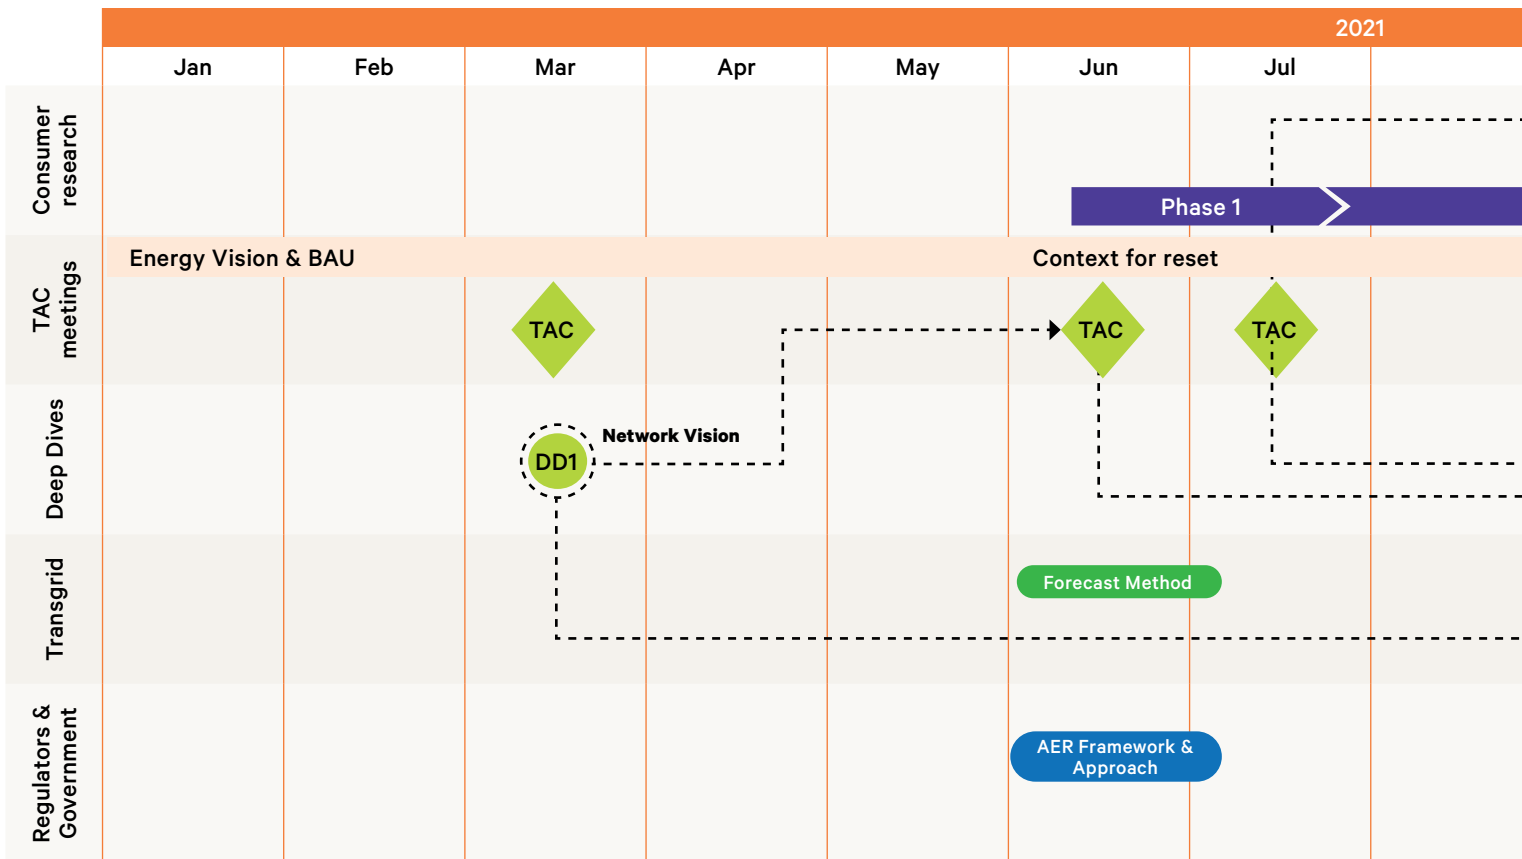 2021
Jan
Feb
Mar
Apr
May
Jun
Jul
Consumer
research
Phase 1
TAC
meetings
Energy Vision & BAU
Context for reset
TAC
TAC
TAC
Deep Dives
Network Vision
DD1
Transgrid
Forecast Method
Regulators &
Government
AER Framework &
Approach